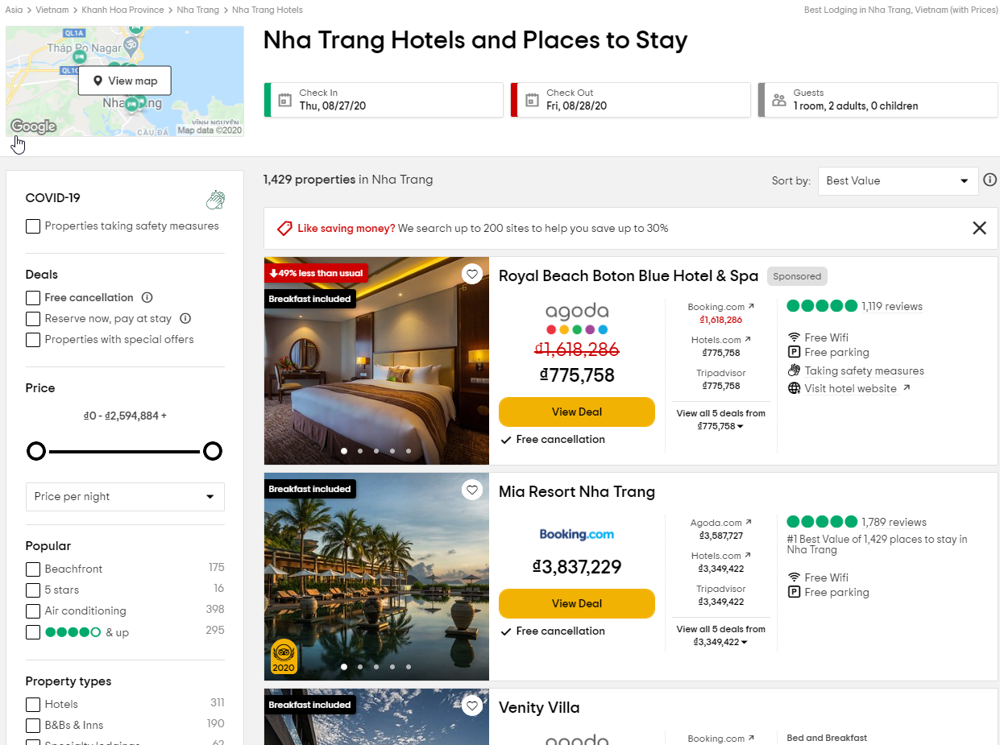 Asia > Vietnam > Khanh Hoa Province > Nha Trang > Nha Trang Hotels
Best Lodging in Nha Trang, Vietnam (with Prices)
QL1A
Tháp Po Nagar
QL1C
View map
Nha Trang
Google
CẦU ĐÁ
VĨNH NGUYÊN
Map data ©2020
Nha Trang Hotels and Places to Stay
Check In
Thu, 08/27/20
Check Out
Fri, 08/28/20
Guests
1 room, 2 adults, 0 children
COVID-19
Properties taking safety measures
Deals
Free cancellation
Reserve now, pay at stay
Properties with special offers
Price
₫0 - ₫2,594,884 +
Price per night
Popular
Beachfront 175
5 stars 16
Air conditioning 398
& up 295
Property types
Hotels 311
B&Bs & Inns 190
Specialty lodgings 62
1,429 properties in Nha Trang
Sort by: Best Value
Like saving money? We search up to 200 sites to help you save up to 30%
49% less than usual
Breakfast included
Royal Beach Boton Blue Hotel & Spa Sponsored
agoda
₫1,618,286
₫775,758
View Deal
Free cancellation
Booking.com
₫1,618,286
Hotels.com
₫775,758
Tripadvisor
₫775,758
View all 5 deals from
₫775,758
1,119 reviews
Free Wifi
P Free parking
Taking safety measures
Visit hotel website
Breakfast included
2020
Mia Resort Nha Trang
Booking.com
₫3,837,229
View Deal
Free cancellation
Agoda.com
₫3,587,727
Hotels.com
₫3,349,422
Tripadvisor
₫3,349,422
View all 5 deals from
₫3,349,422
1,789 reviews
#1 Best Value of 1,429 places to stay in
Nha Trang
Free Wifi
P Free parking
Breakfast included
Venity Villa
agoda
Booking.com
Bed and Breakfast